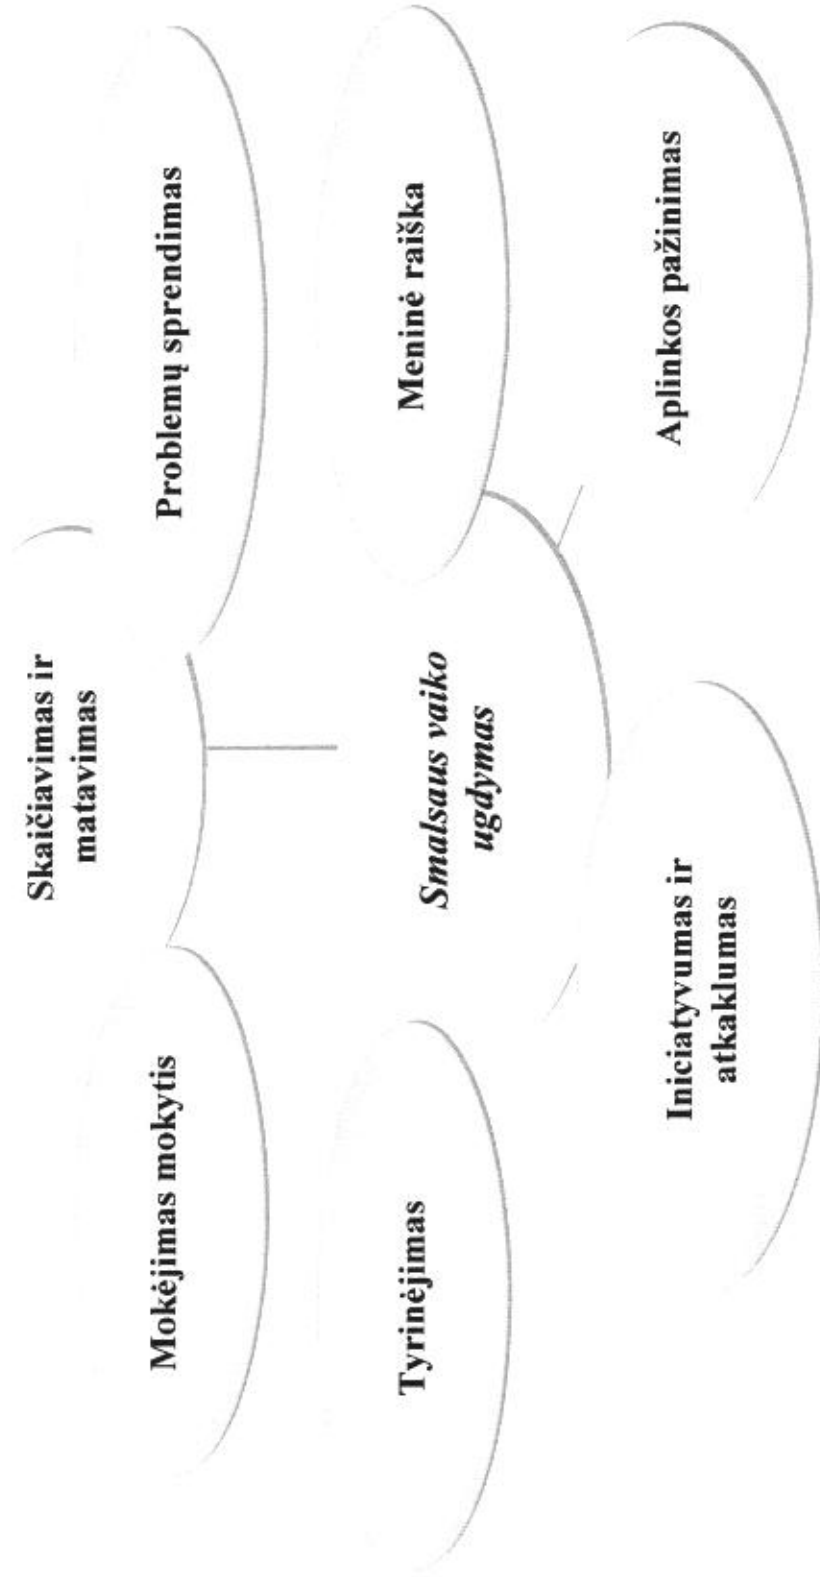 Skaičiavimas ir
matavimas
Mokėjimas mokytis
Problemų sprendimas
Tyrinėjimas
Smalsaus vaiko
ugdymas
Meninė raiška
Iniciatyvumas ir
atkaklumas
Aplinkos pažinimas